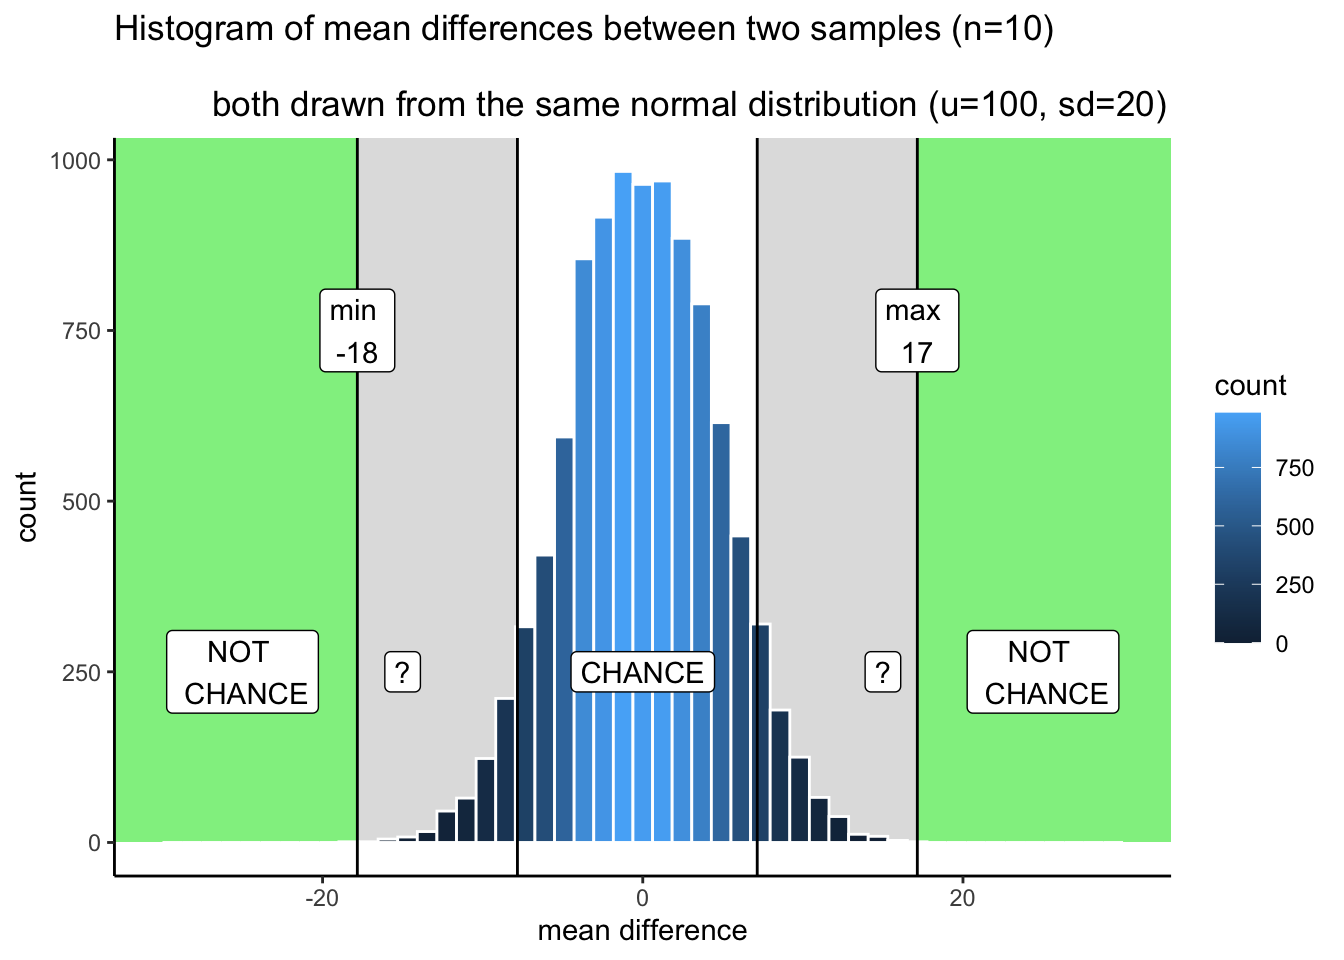 Histogram of mean differences between two samples (n=10)
both drawn from the same normal distribution (u=100, sd=20)
1000
750
500
250
0
count
min
-18
max
17
NOT
CHANCE
?
CHANCE
?
NOT
CHANCE
-20
0
20
mean difference
count
750
500
250
0